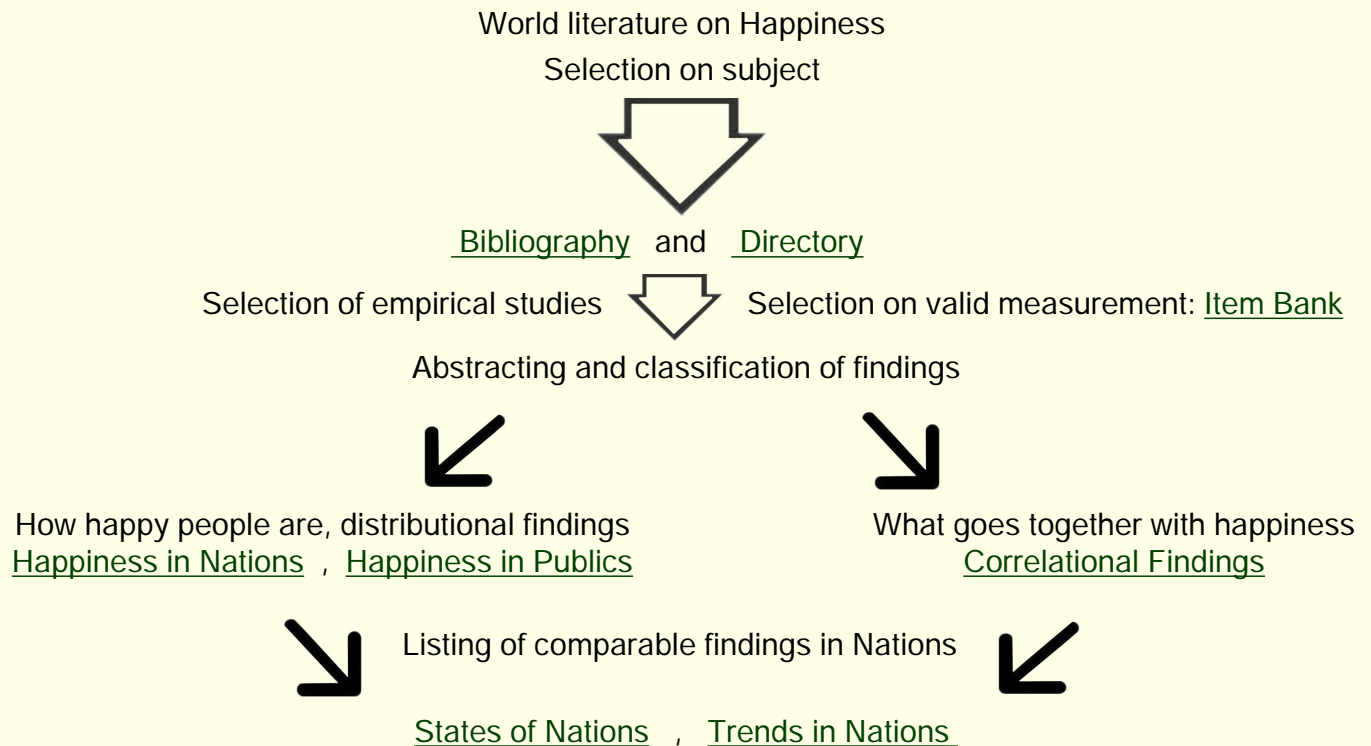 World literature on Happiness
Selection on subject
Bibliography and Directory
Selection of empirical studies Selection on valid measurement: Item Bank
Abstracting and classification of findings
How happy people are, distributional findings What goes together with happiness
Happiness in Nations , Happiness in Publics Correlational Findings
Listing of comparable findings in Nations
States of Nations , Trends in Nations